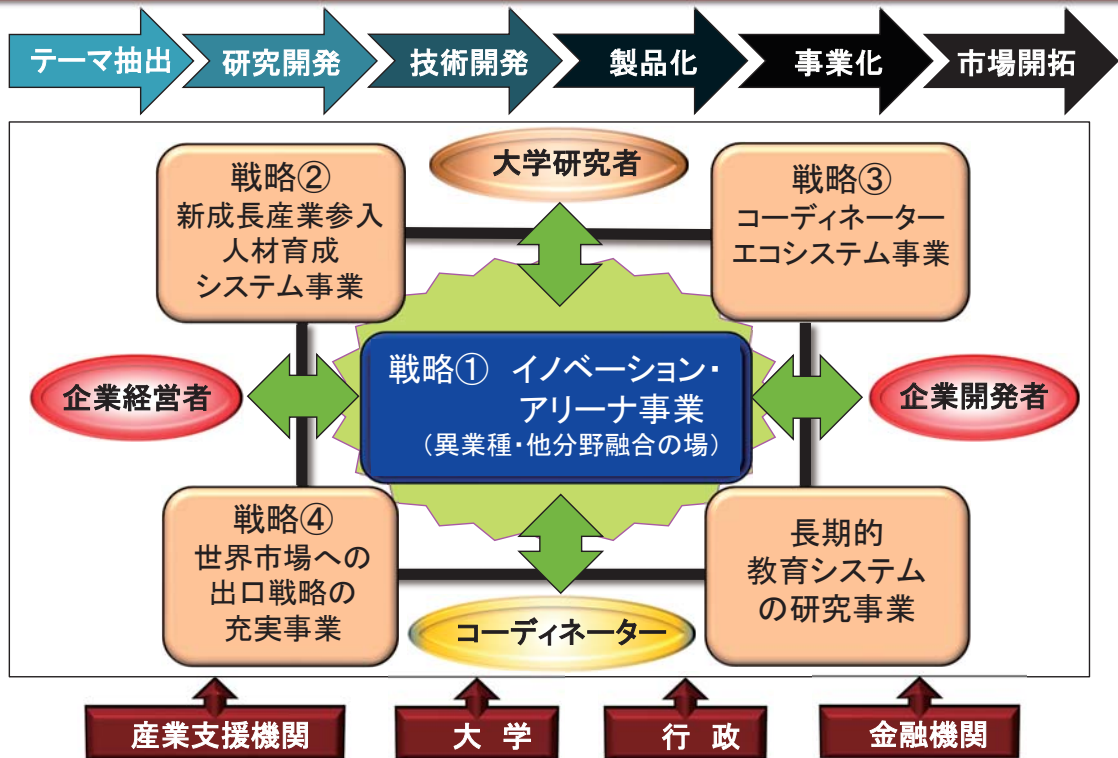 テーマ抽出
研究開発
技術開発
製品化
事業化
市場開拓
大学研究者
戦略②
新成長産業参入
人材育成
システム事業
戦略③
コーディネーター
エコシステム事業
企業経営者
戦略① イノベーション・
アリーナ事業
（異業種・他分野融合の場）
企業開発者
戦略④
世界市場への
出口戦略の
充実事業
長期的
教育システム
の研究事業
コーディネーター
産業支援機関
大 学
行 政
金融機関